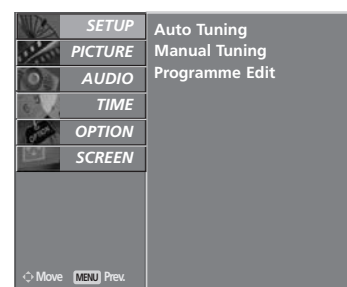 SETUP
PICTURE
AUDIO
TIME
OPTION
SCREEN
Auto Tuning
Manual Tuning
Programme Edit
Move MENU Prev.